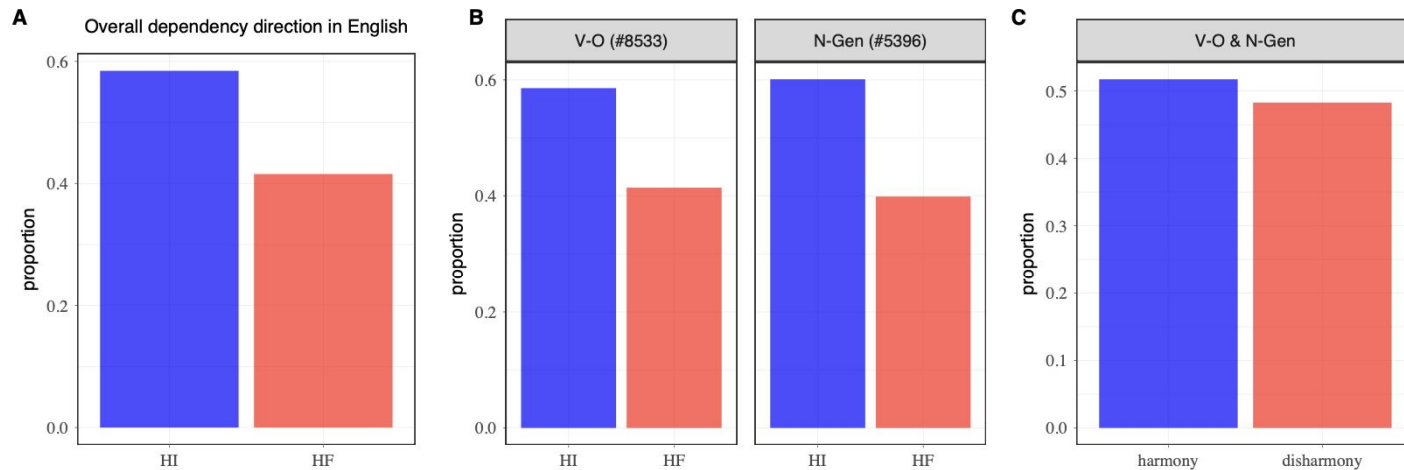 A
Overall dependency direction in English
proportion
0.6
0.4
0.2
0.0
HI HF
B
V-O (#8533) N-Gen (#5396)
proportion
0.6
0.4
0.2
0.0
HI HF HI HF
C
V-O & N-Gen
proportion
0.5
0.4
0.3
0.2
0.1
0.0
harmony disharmony